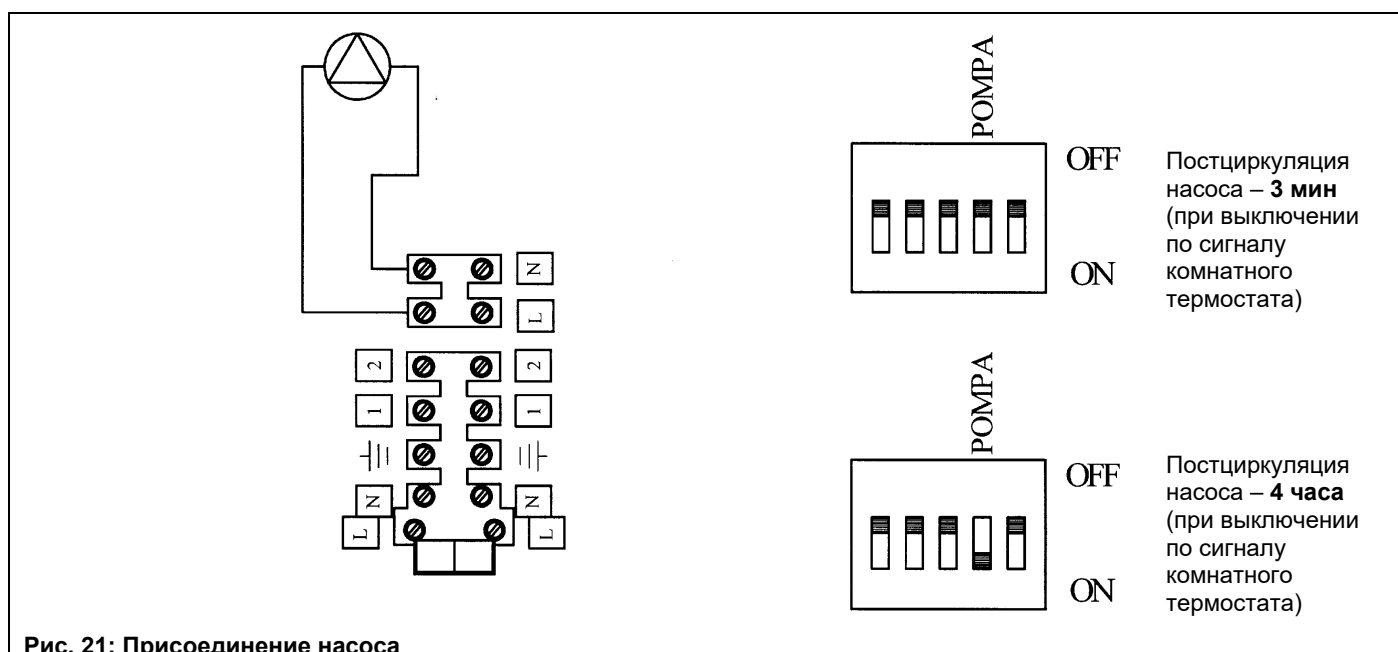 N
L
2 2
1 1
N N
L L
POMPA
OFF
ON
Постциркуляция
насоса – 3 мин
(при выключении
по сигналу
комнатного
термостата)
POMPA
OFF
ON
Постциркуляция
насоса – 4 часа
(при выключении
по сигналу
комнатного
термостата)
Рис. 21: Присоединение насоса